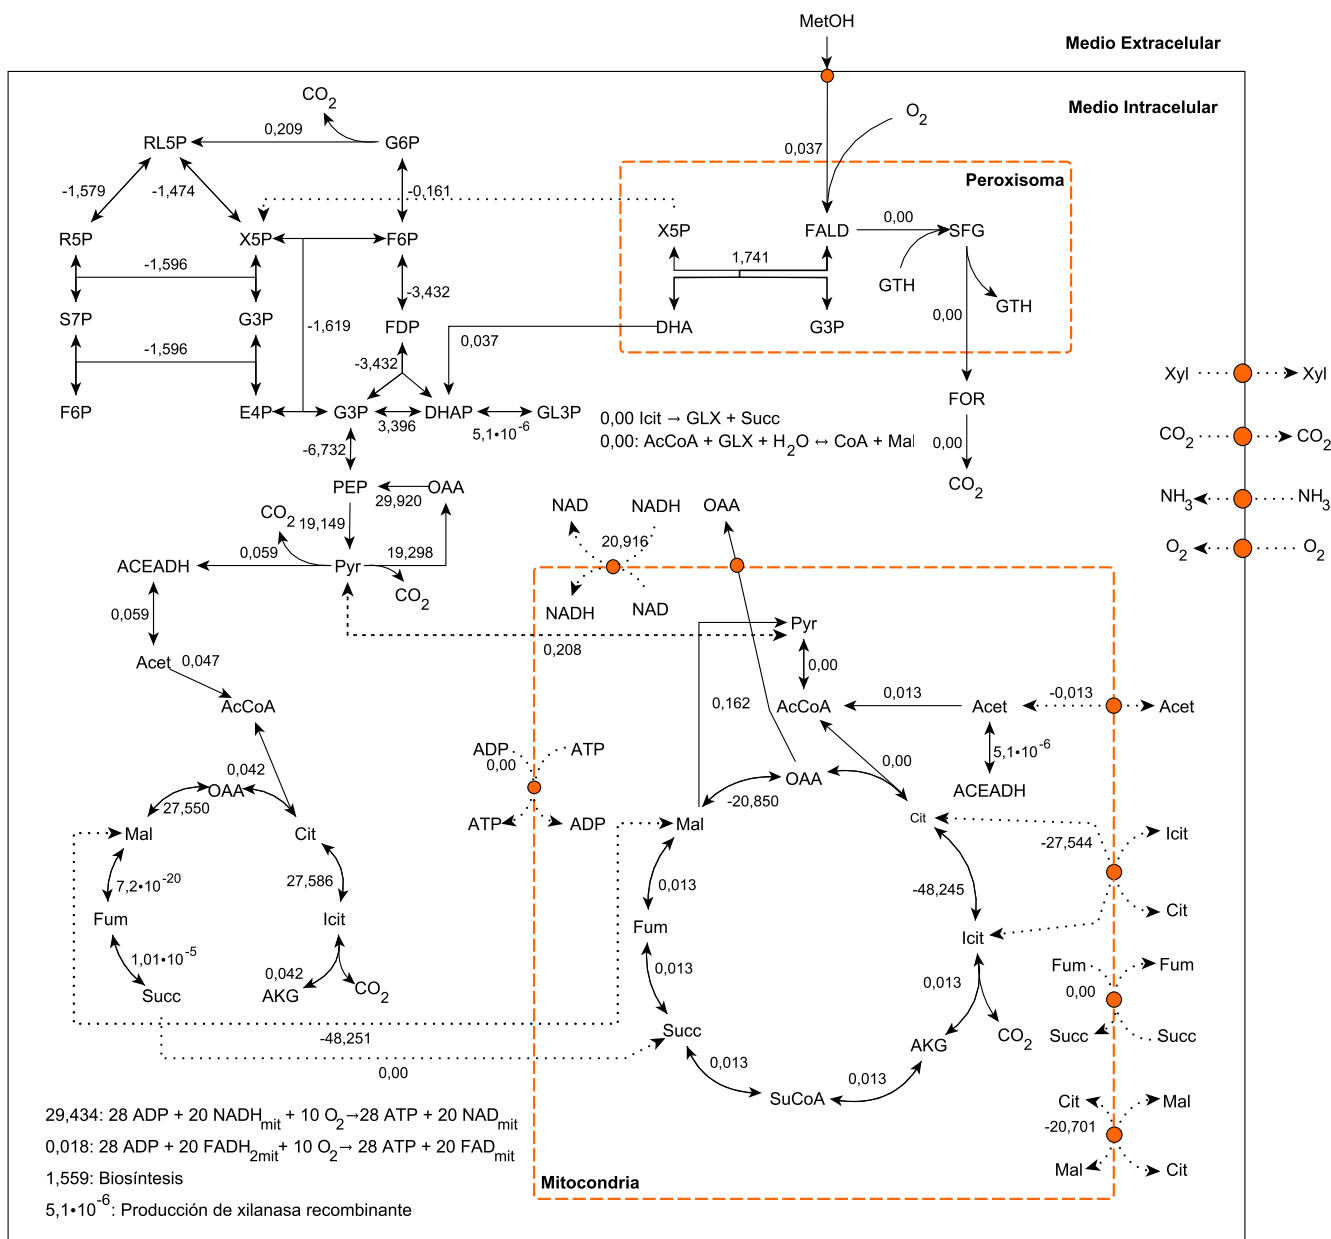 MetOH
Medio Extracelular
Medio Intracelular
CO2
O2
RL5P
0,209
G6P
0,037
-1,579
-1,474
-0,161
Peroxisoma
R5P
X5P
F6P
X5P
FALD
0,00
SFG
-1,596
1,741
GTH
GTH
-3,432
S7P
G3P
FDP
DHA
G3P
0,00
-1,619
0,037
-1,596
-3,432
Xyl
Xyl
F6P
E4P
G3P
3,396
DHAP
5,1•10-6
GL3P
FOR
0,00 Icit → GLX + Succ
0,00: AcCoA + GLX + H2O ↔ CoA + Mal
0,00
CO2
CO2
-6,732
PEP
29,920
OAA
CO2
NH3
NH3
CO2
19,149
NAD
NADH
OAA
20,916
O2
O2
ACEADH
0,059
Pyr
19,298
CO2
NADH
NAD
0,059
Pyr
0,208
Acet
0,047
0,00
AcCoA
0,162
AcCoA
0,013
Acet
-0,013
Acet
5,1•10-6
ADP
0,00
ATP
0,042
OAA
27,550
OAA
0,00
ACEADH
-20,850
ATP
ADP
Mal
Cit
Mal
Cit
-27,544
Icit
7,2•10-20
27,586
0,013
-48,245
Cit
Fum
Icit
Fum
Icit
1,01•10-5
0,042
0,013
0,013
Fum
Fum
0,00
Succ
AKG
CO2
Succ
AKG
CO2
Succ
Succ
-48,251
0,00
0,013
0,013
SuCoA
Cit
Mal
-20,701
Mal
Cit
29,434: 28 ADP + 20 NADHmit + 10 O2→28 ATP + 20 NADmit
0,018: 28 ADP + 20 FADH2mit+ 10 O2→ 28 ATP + 20 FADmit
1,559: Biosíntesis
5,1•10-6: Producción de xilanasa recombinante
Mitocondria